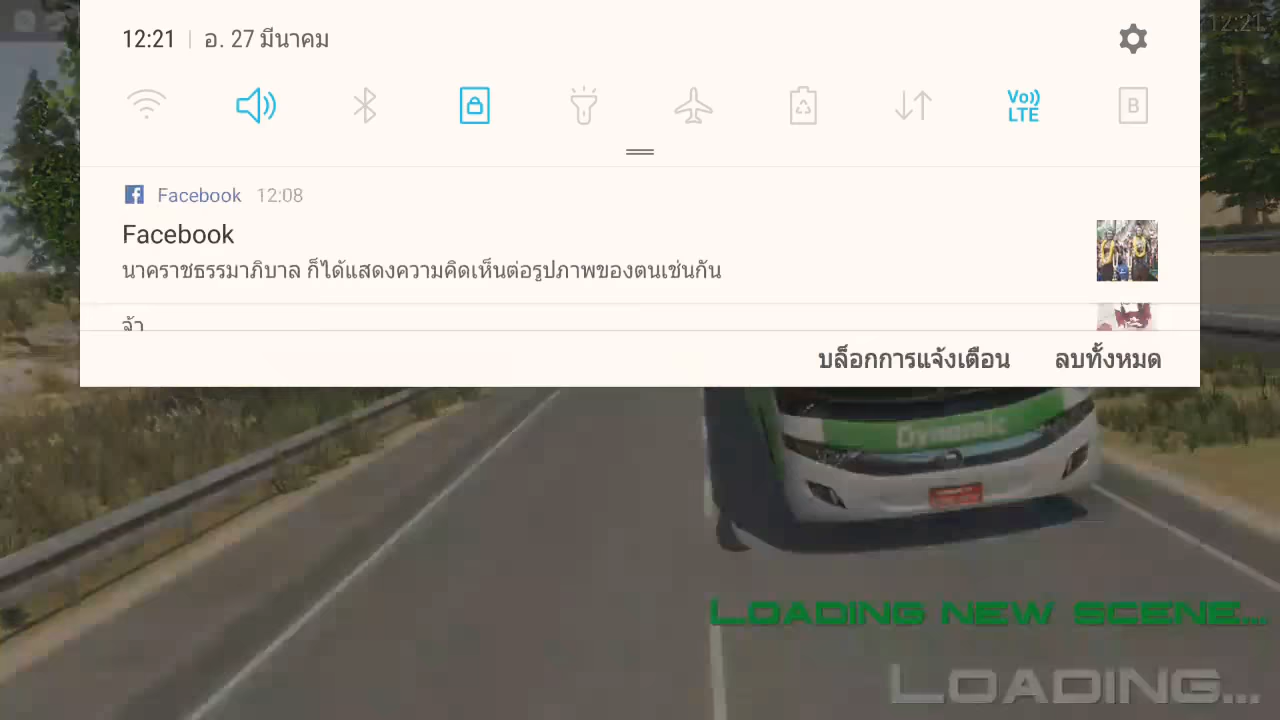 12:21 | อ. 27 มีนาคม
12:21
Vo))
LTE
B
Facebook 12:08
Facebook
นาคราชธรรมาภิบาล ก็ได้แสดงความคิดเห็นต่อรูปภาพของตนเช่นกัน
จ้า
บล็อกการแจ้งเตือน ลบทั้งหมด
Dynamic
LOADING NEW SCENE...
LOADING...